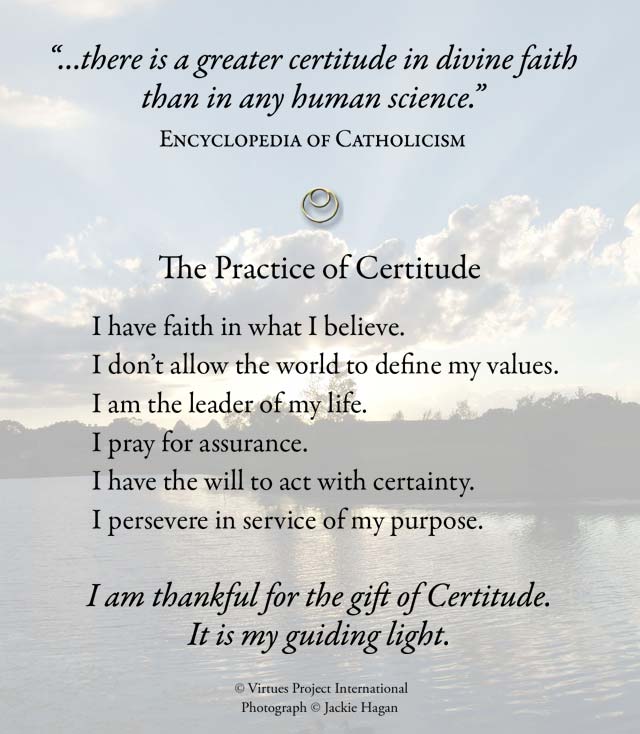 “...there is a greater certitude in divine faith
than in any human science.”
Encyclopedia of Catholicism
The Practice of Certitude
I have faith in what I believe.
I don’t allow the world to define my values.
I am the leader of my life.
I pray for assurance.
I have the will to act with certainty.
I persevere in service of my purpose.
I am thankful for the gift of Certitude.
It is my guiding light.
© Virtues Project International
Photograph © Jackie Hagan